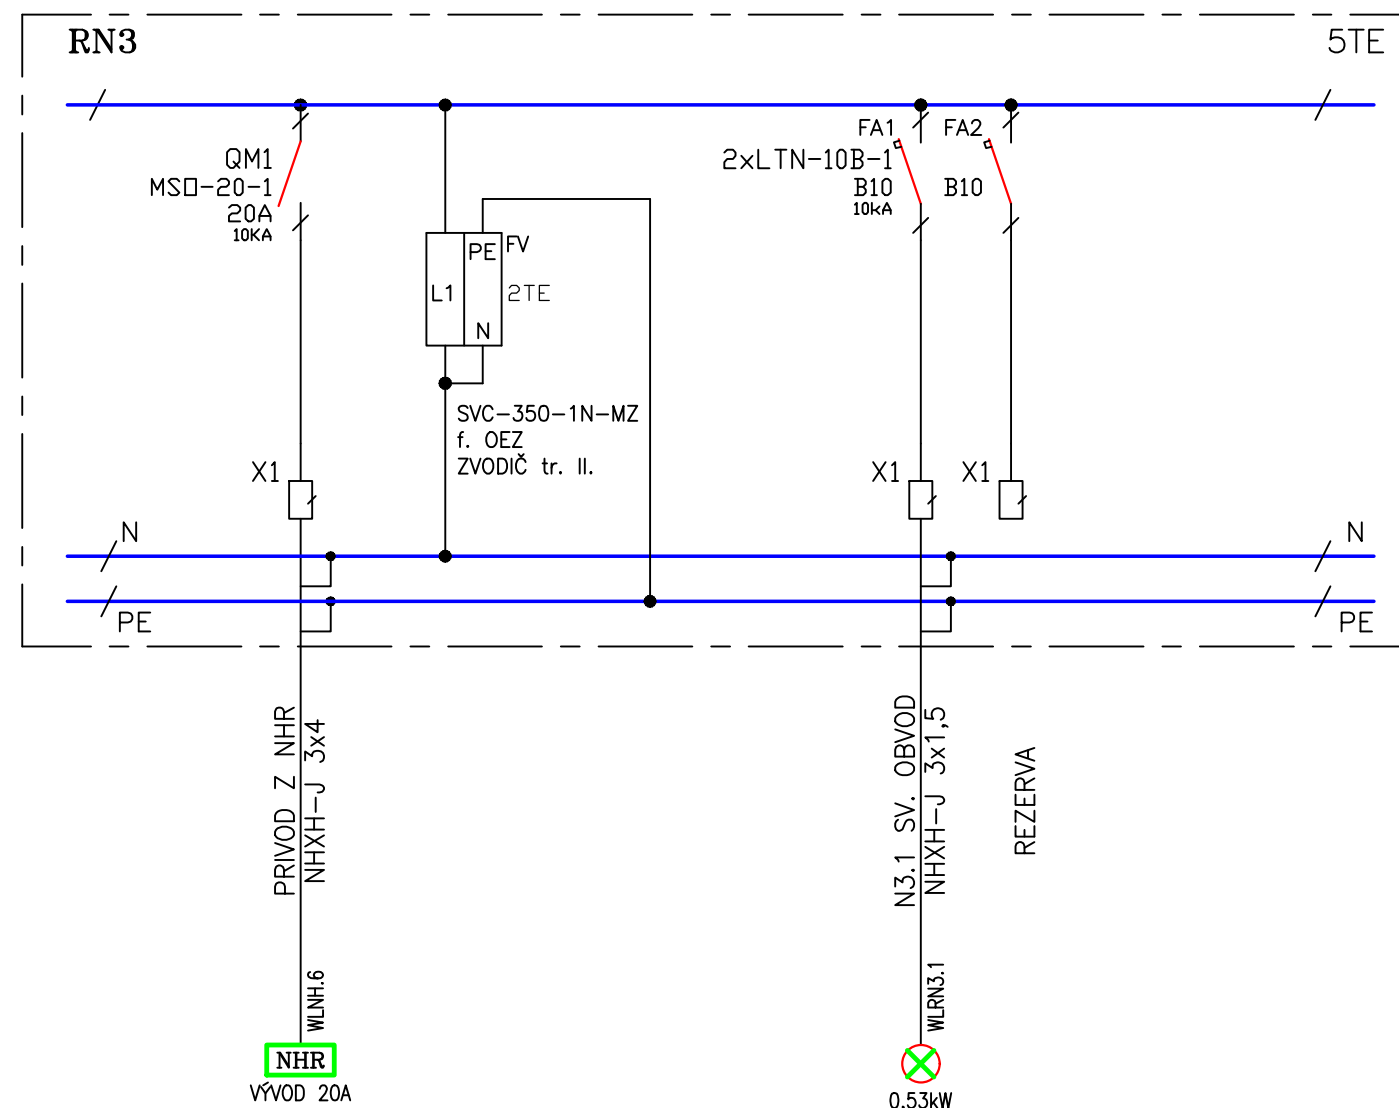 RN3
5TE
QM1
MSO-20-1
20A
10KA
FA1
2xLTN-10B-1
B10
10kA
FA2
B10
PE
FV
L1
2TE
N
SVC-350-1N-MZ
f. OEZ
ZVODIČ tr. II.
X1
X1
X1
N
N
PE
PE
PRIVOD Z NHR
NHXH-J 3x4
WLNH.6
N3.1 SV. OBVOD
NHXH-J 3x1,5
WLRN3.1
REZERVA
NHR
VÝVOD 20A
0,53kW